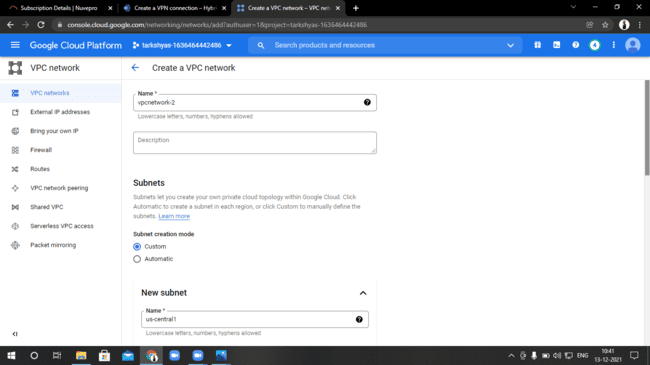 Subscription Details | Nuvepro
Create a VPN connection – Hybr
Create a VPC network – VPC net
console.cloud.google.com/networking/networks/add?authuser=1&project=tarkshyas-1636464442486
Google Cloud Platform
tarkshyas-1636464442486
Search products and resources
4
VPC network
Create a VPC network
VPC networks
External IP addresses
Bring your own IP
Firewall
Routes
VPC network peering
Shared VPC
Serverless VPC access
Packet mirroring
Name *
vpcnetwork-2
Lowercase letters, numbers, hyphens allowed
Description
Subnets
Subnets let you create your own private cloud topology within Google Cloud. Click
Automatic to create a subnet in each region, or click Custom to manually define the
subnets. Learn more
Subnet creation mode
Custom
Automatic
New subnet
Name *
us-central1
Lowercase letters, numbers, hyphens allowed
ENG
10:41
13-12-2021